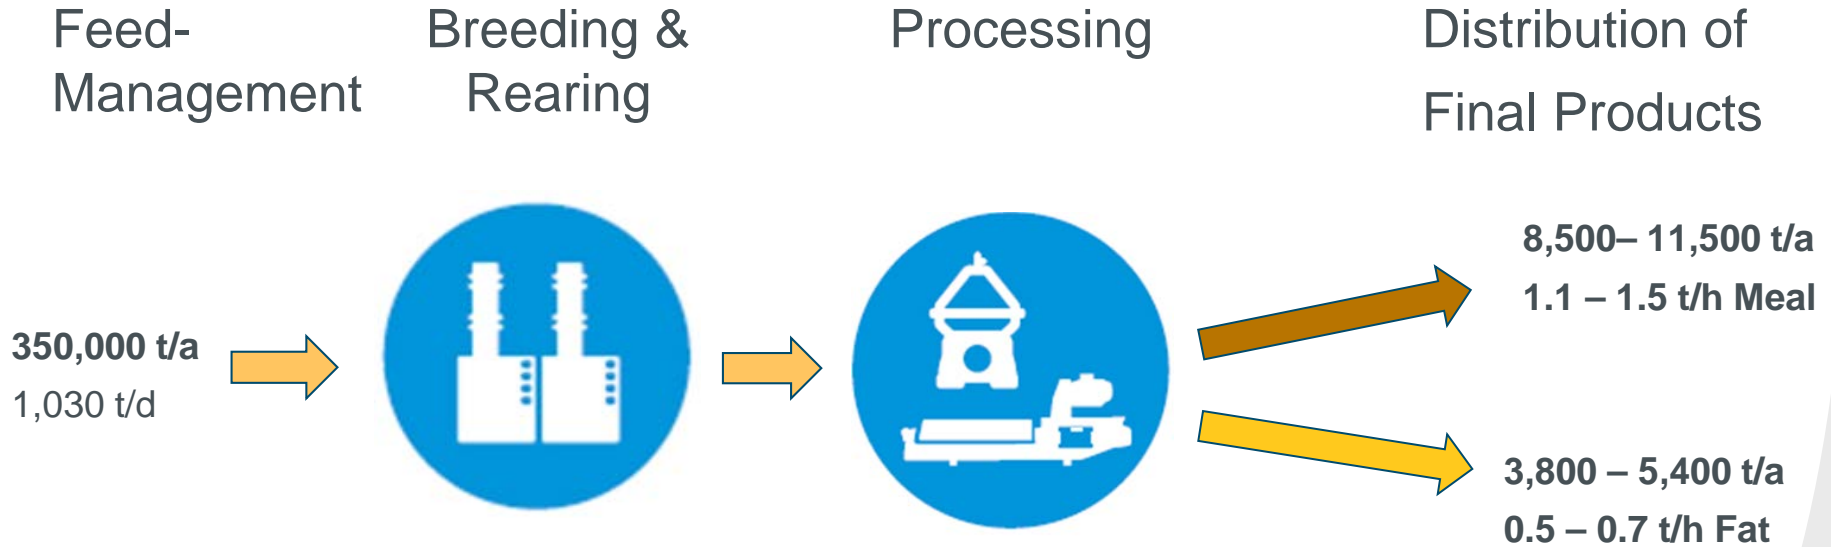 Feed-
Management
Breeding &
Rearing
Processing
Distribution of
Final Products
350,000 t/a
1,030 t/d
8,500– 11,500 t/a
1.1 – 1.5 t/h Meal
3,800 – 5,400 t/a
0.5 – 0.7 t/h Fat